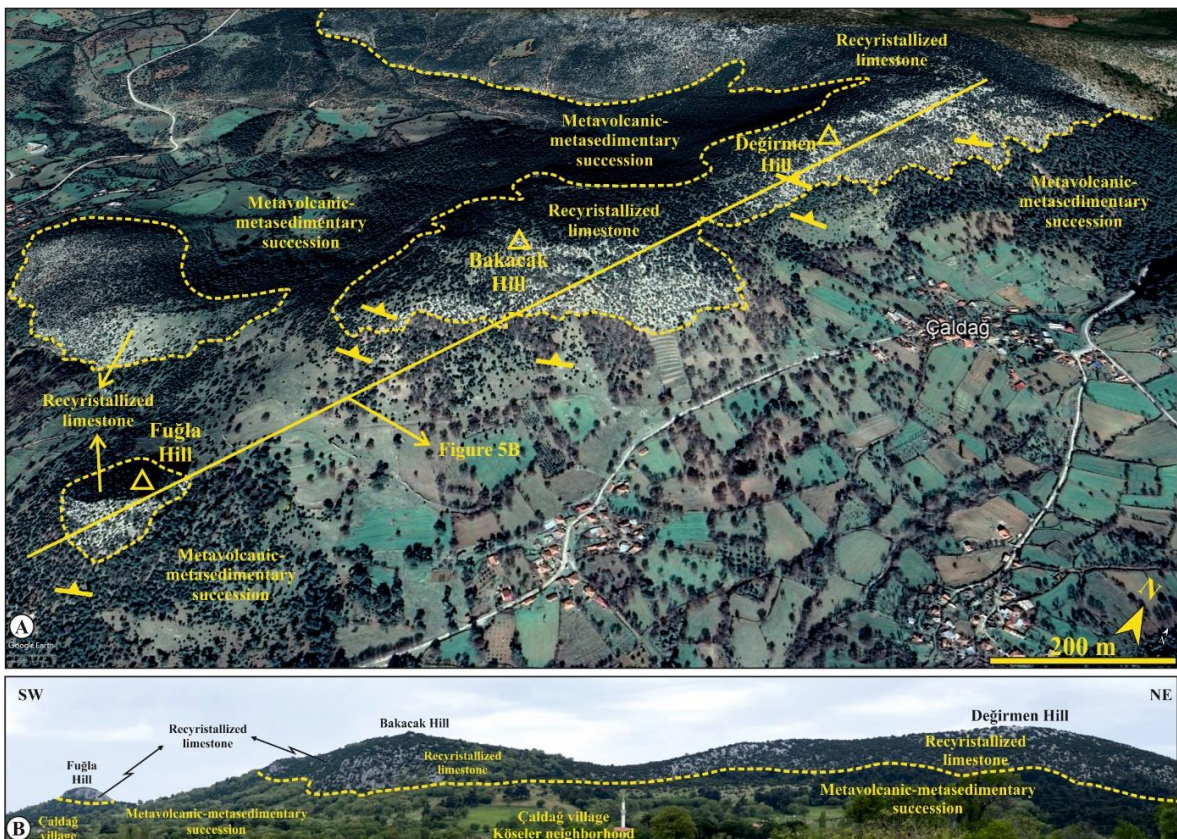 Recyristallized
limestone
Metavolcanic-
metasedimentary
succession
Değirmen
Hill
Metavolcanic-
metasedimentary
succession
Metavolcanic-
metasedimentary
succession
Recyristallized
limestone
Bakacak
Hill
Çaldağ
Recyristallized
limestone
Fuğla
Hill
Figure 5B
Metavolcanic-
metasedimentary
succession
N
N
200 m
A
Google Earth
SW
NE
Bakacak Hill
Değirmen Hill
Recyristallized
limestone
Recyristallized
limestone
Recyristallized
limestone
Fuğla
Hill
Metavolcanic-metasedimentary
succession
Metavolcanic-metasedimentary
succession
Çaldağ
village
Çaldağ village
Köseler neighborhood
B